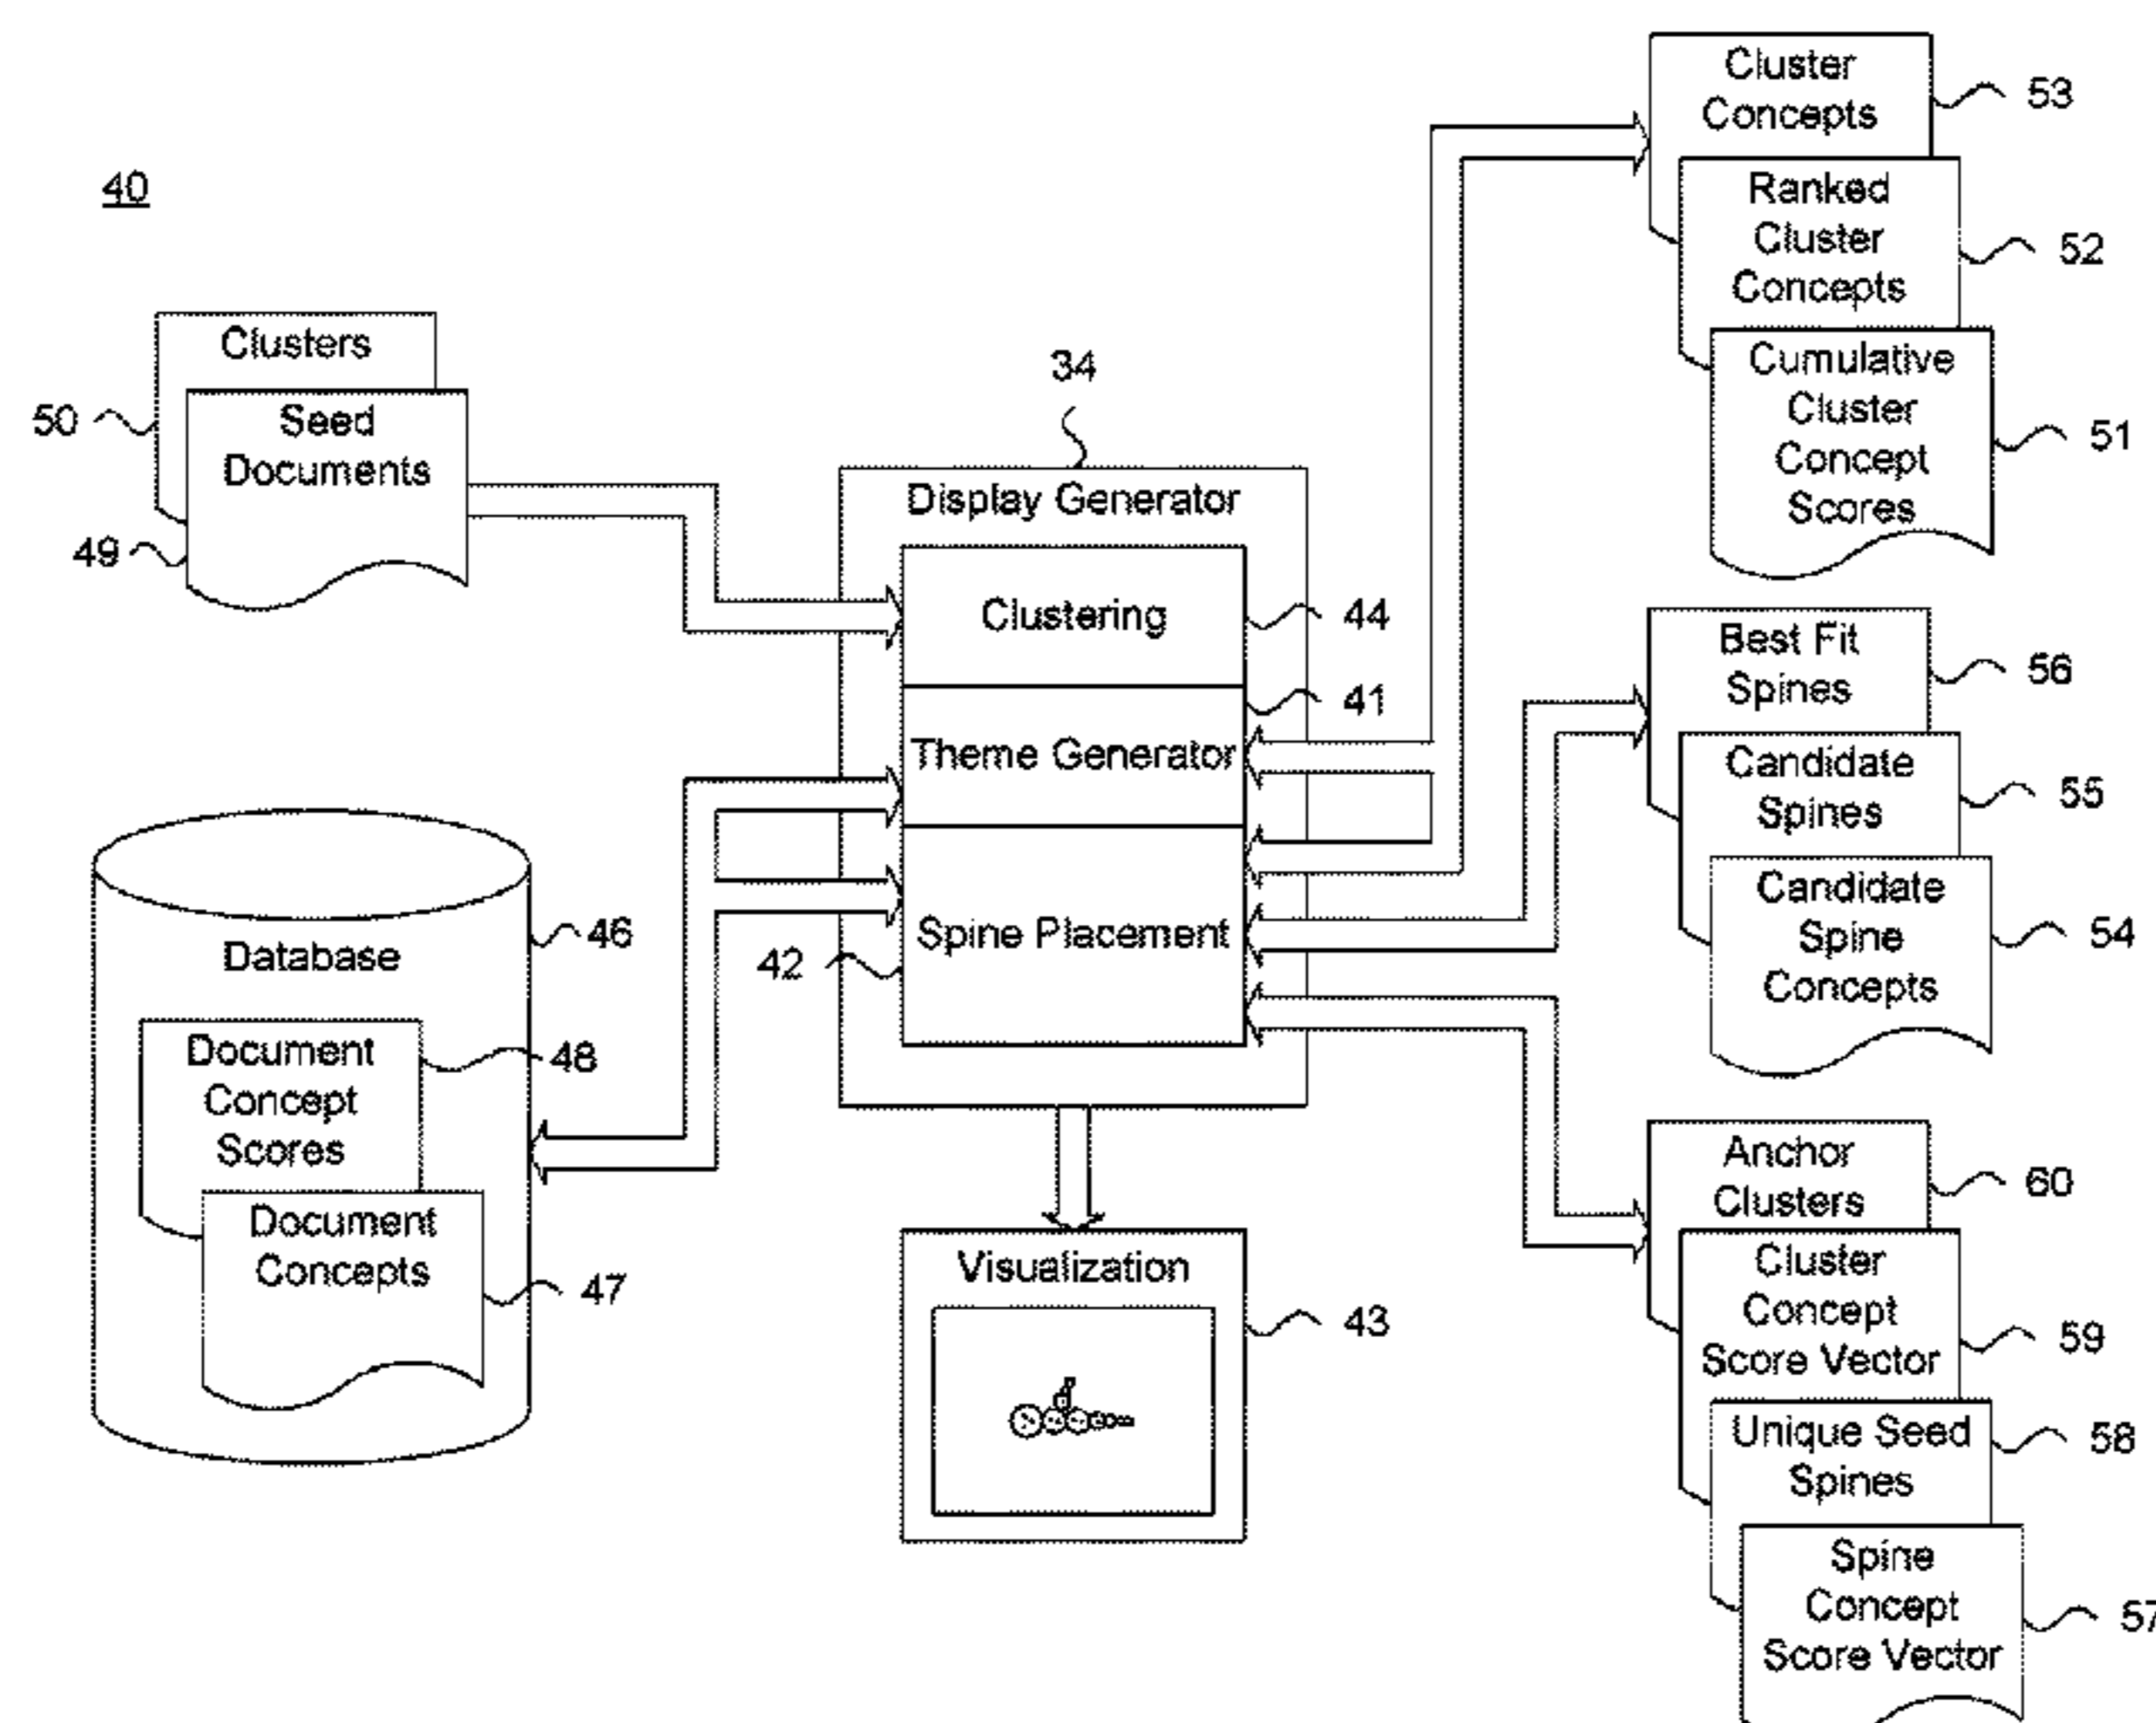 40
Clusters
50
Seed
Documents
49
34
Display Generator
Clustering
44
41
Theme Generator
Spine Placement
42
Database
46
Document
Concept
Scores
48
Document
Concepts
47
Visualization
43
Cluster
Concepts
53
Ranked
Cluster
Concepts
52
Cumulative
Cluster
Concept
Scores
51
Best Fit
Spines
56
Candidate
Spines
55
Candidate
Spine
Concepts
54
Anchor
Clusters
60
Cluster
Concept
Score Vector
59
Unique Seed
Spines
58
Spine
Concept
Score Vector
57